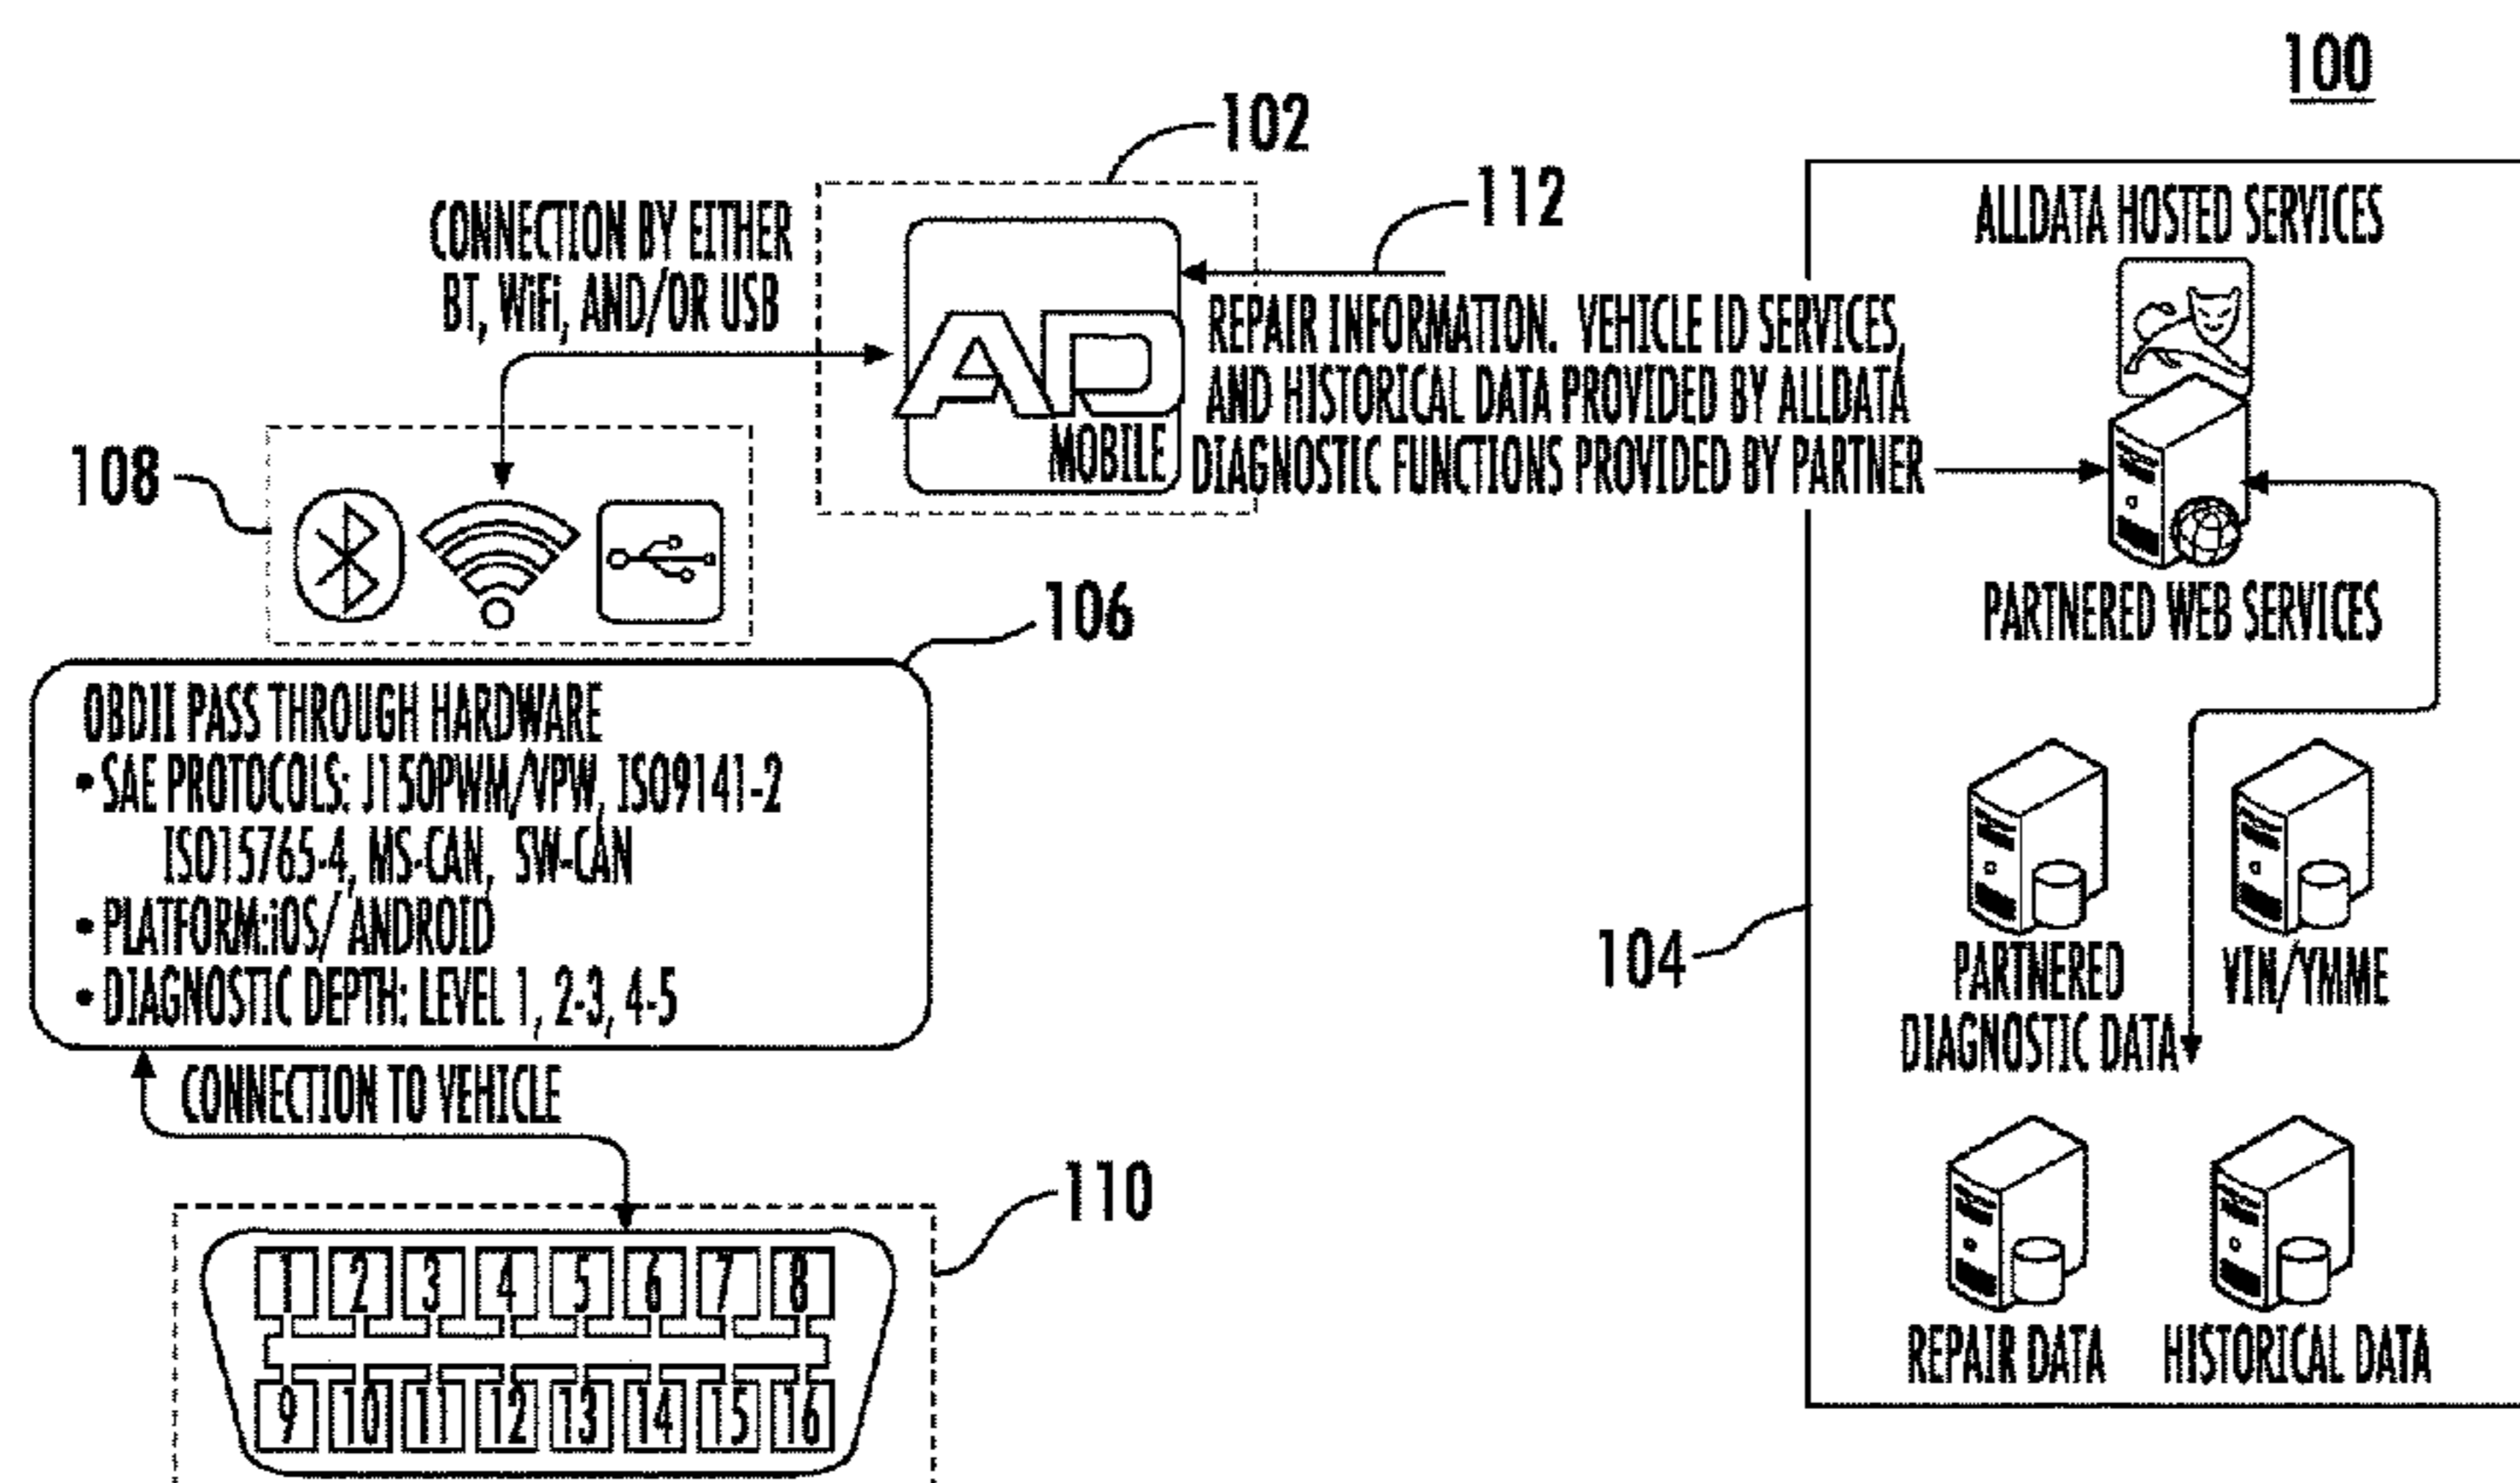 100
102
112
CONNECTION BY EITHER
BT, WiFi, AND/OR USB
AD
MOBILE
REPAIR INFORMATION. VEHICLE ID SERVICES,
AND HISTORICAL DATA PROVIDED BY ALLDATA
DIAGNOSTIC FUNCTIONS PROVIDED BY PARTNER
ALLDATA HOSTED SERVICES
PARTNERED WEB SERVICES
108
106
OBDII PASS THROUGH HARDWARE
• SAE PROTOCOLS: J150PWM/VPW, ISO9141-2
ISO15765-4, MS-CAN, SW-CAN
• PLATFORM:iOS/ ANDROID
• DIAGNOSTIC DEPTH: LEVEL 1, 2-3, 4-5
104
PARTNERED
DIAGNOSTIC DATA
VIN/YMME
CONNECTION TO VEHICLE
110
1 2 3 4 5 6 7 8
9 10 11 12 13 14 15 16
REPAIR DATA
HISTORICAL DATA